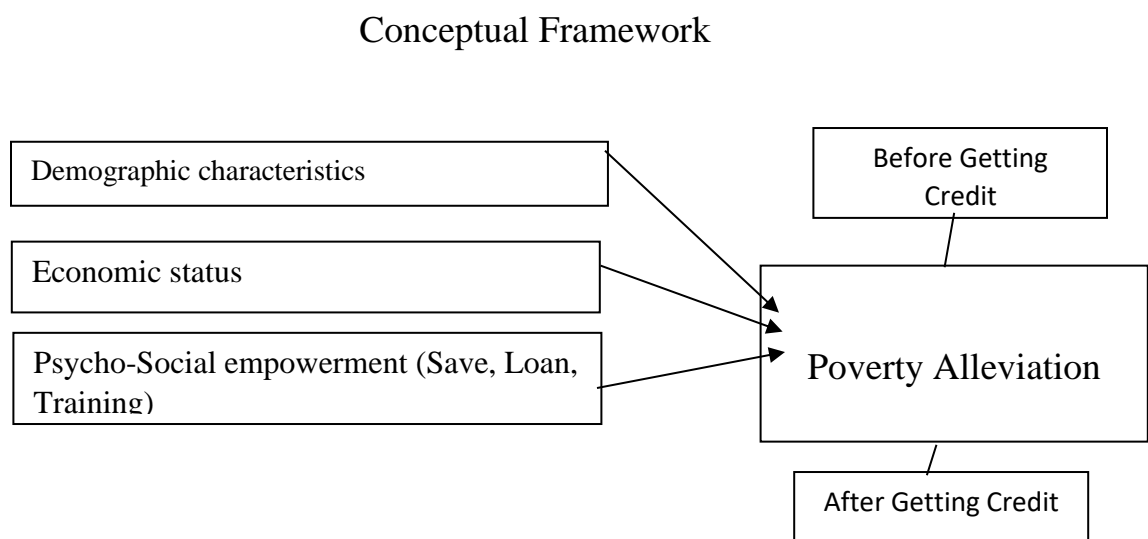 Conceptual Framework
Demographic characteristics
Economic status
Psycho-Social empowerment (Save, Loan,
Training)
Before Getting
Credit
Poverty Alleviation
After Getting Credit